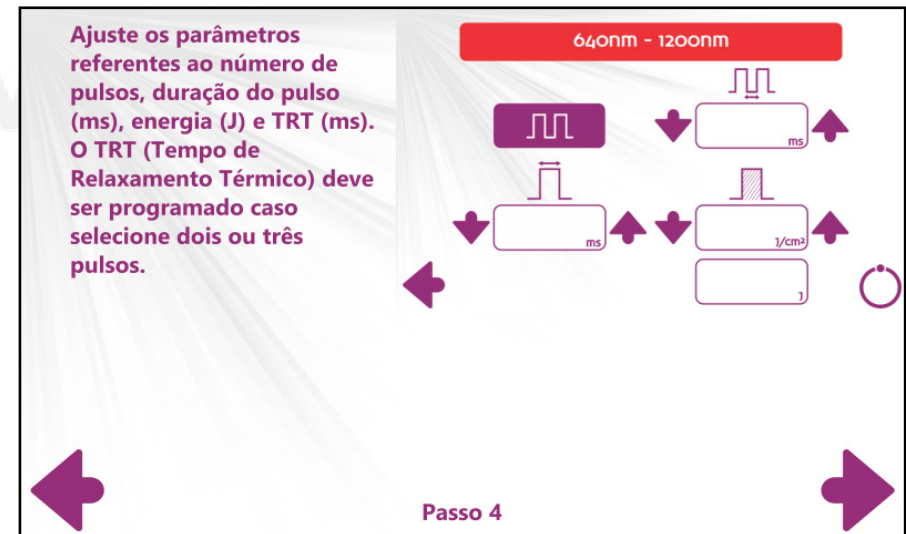 Ajuste os parâmetros
referentes ao número de
pulsos, duração do pulso
(ms), energia (J) e TRT (ms).
O TRT (Tempo de
Relaxamento Térmico) deve
ser programado caso
selecione dois ou três
pulsos.
640nm - 1200nm
ms
ms
J/cm²
J
Passo 4